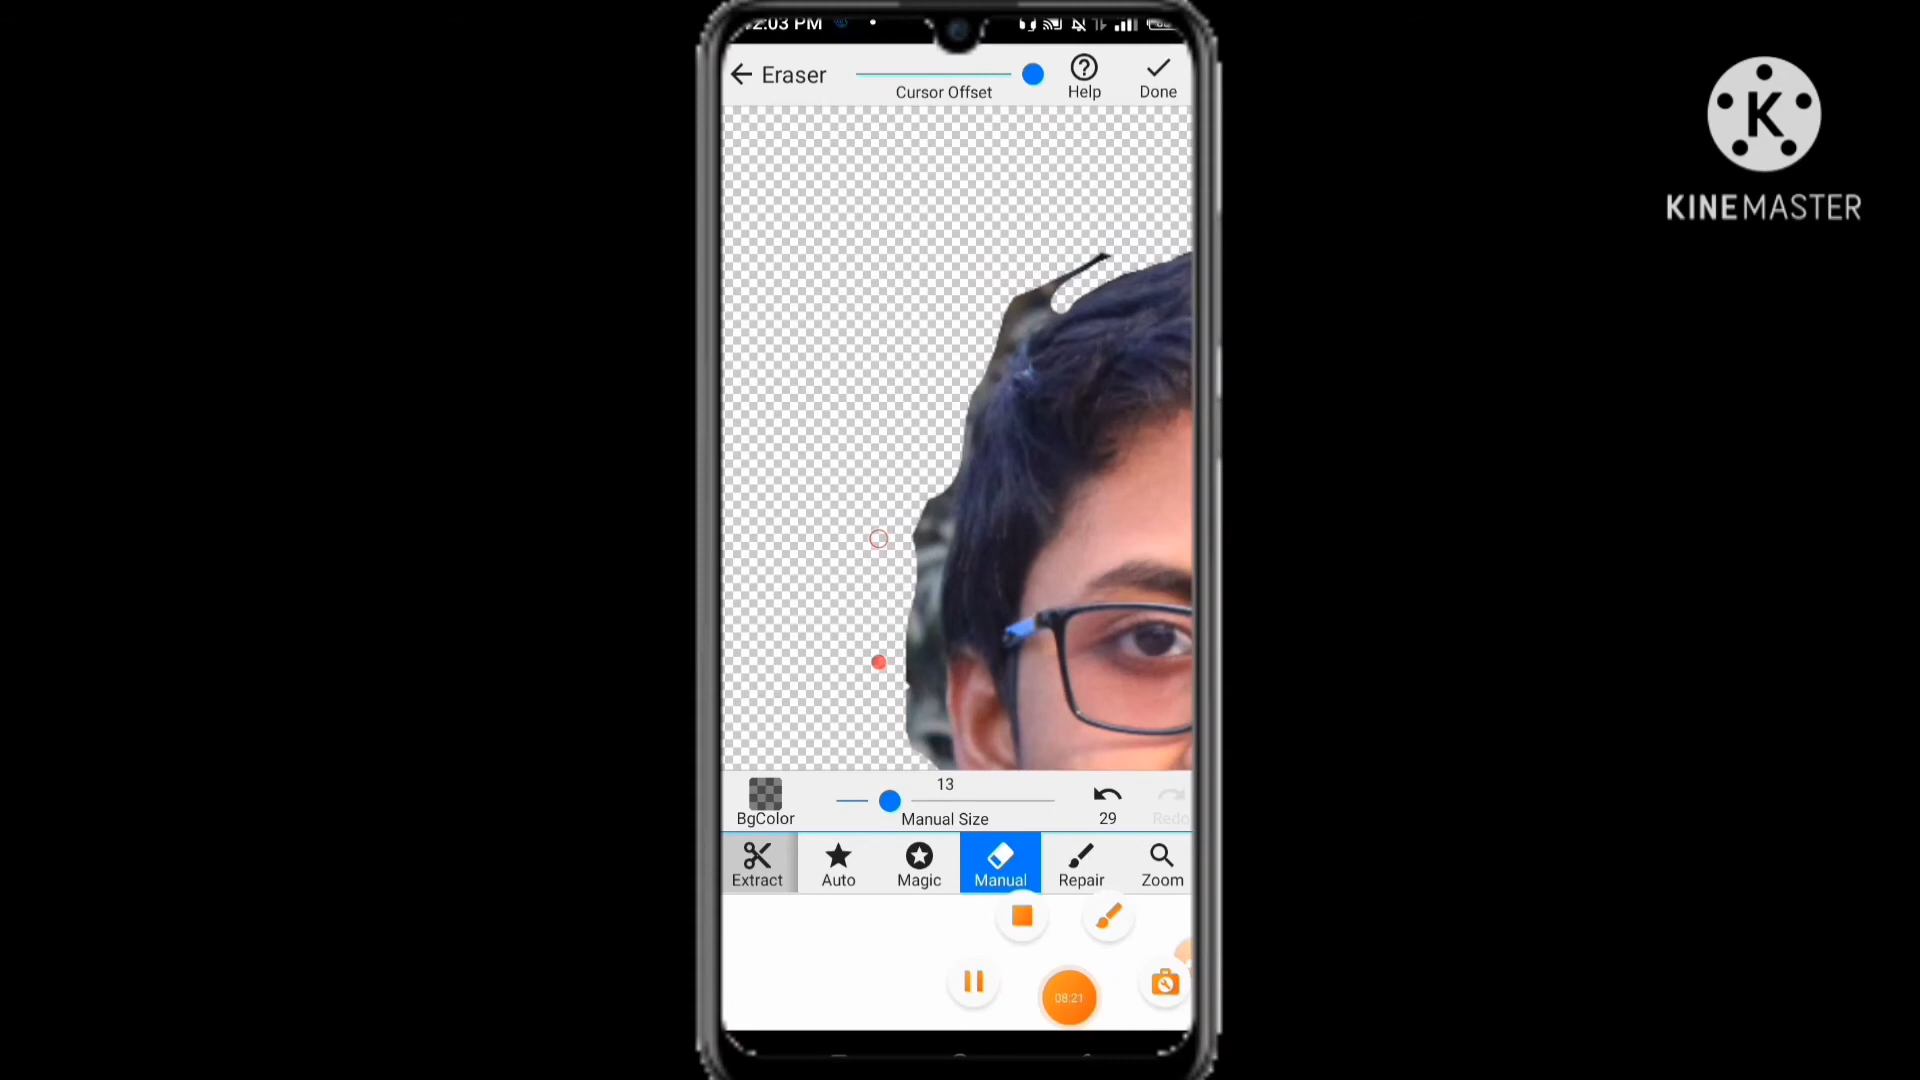 2:03 PM
Eraser
Cursor Offset
Help
Done
K
KINEMASTER
13
BgColor
Manual Size
29
Redo
Extract
Auto
Magic
Manual
Repair
Zoom
08:21